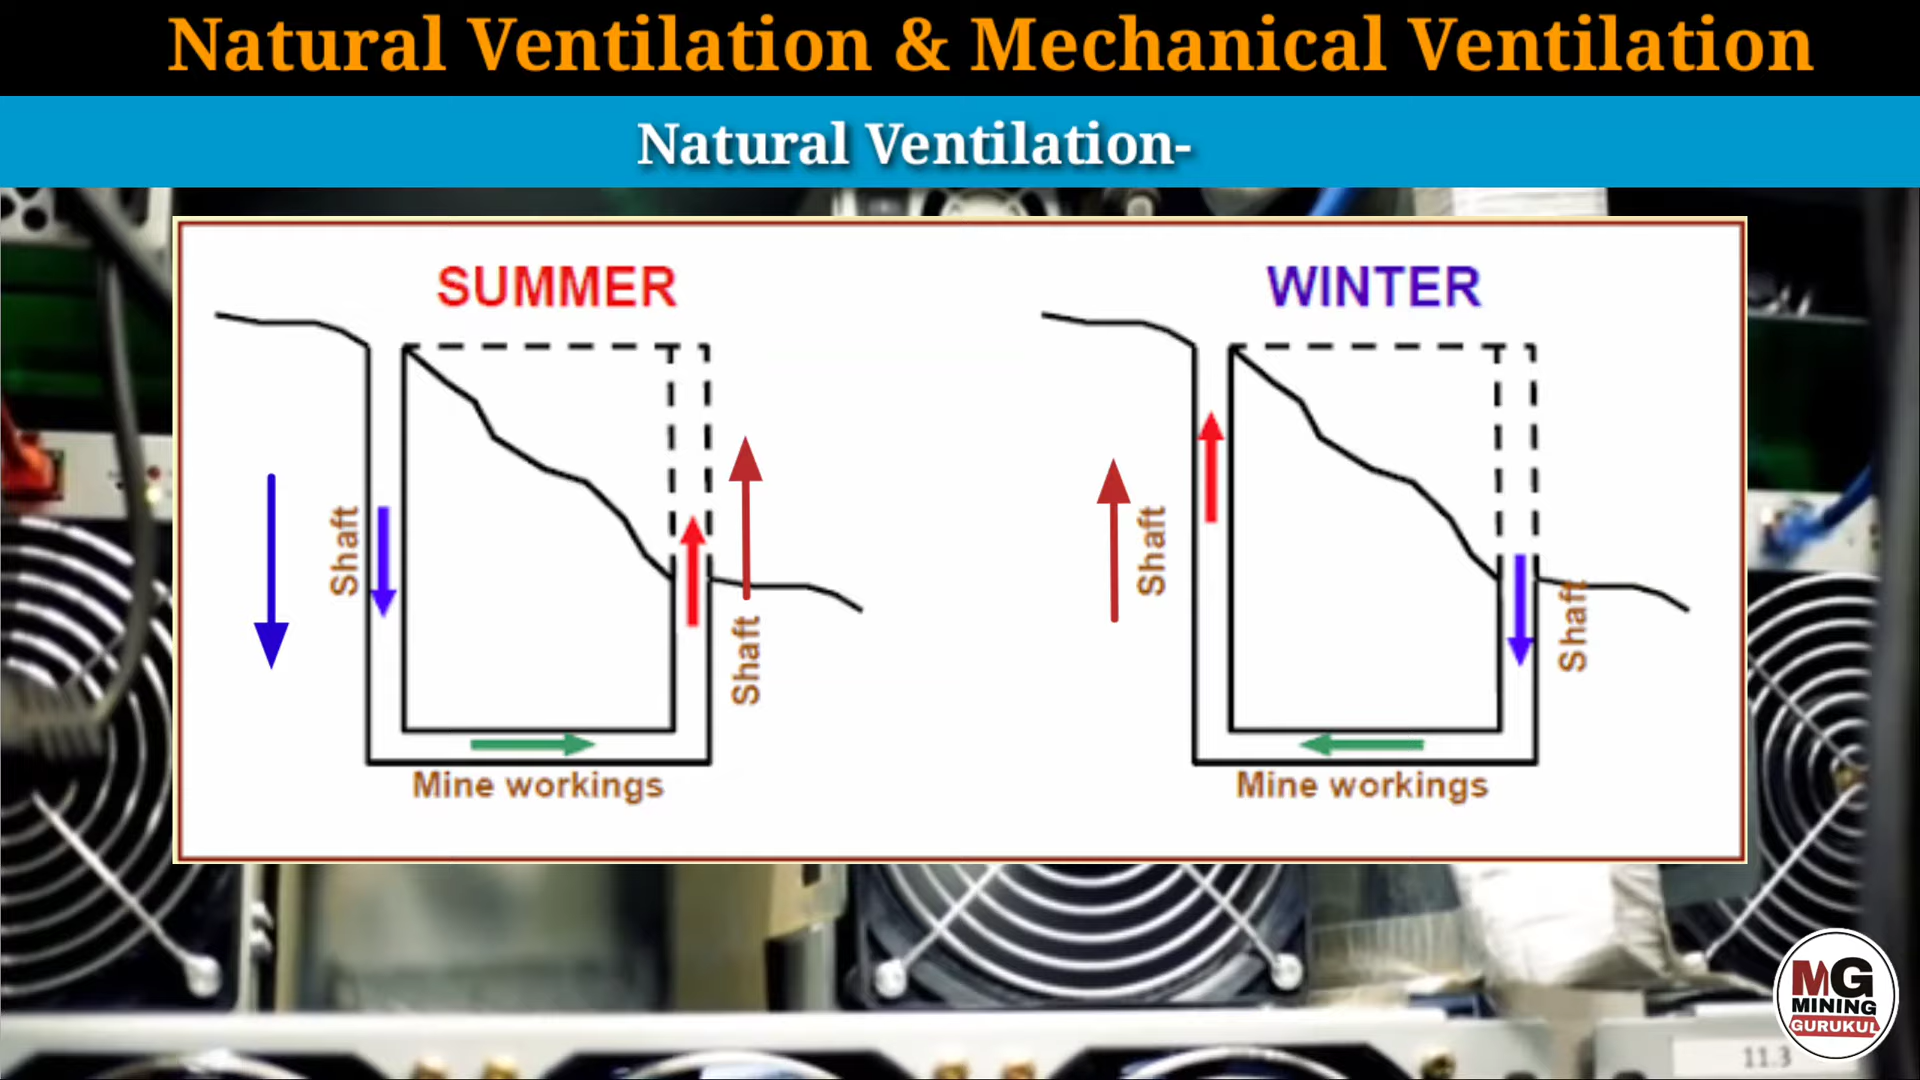 Natural Ventilation & Mechanical Ventilation
Natural Ventilation-
SUMMER
WINTER
Shaft
Shaft
Mine workings
Shaft
Shaft
Mine workings
MG
MINING
GURUKUL
11.3